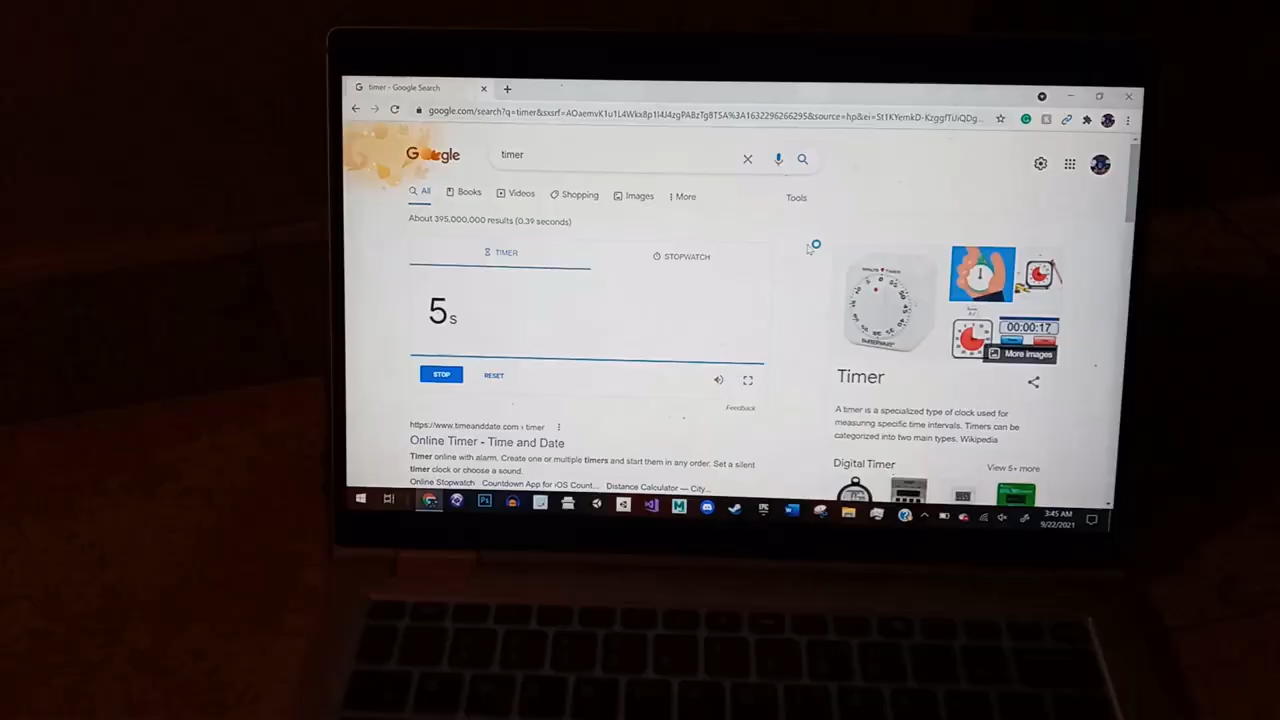 timer - Google Search
timer
All Books Videos Shopping Images More Tools
About 395,000,000 results (0.39 seconds)
TIMER STOPWATCH
5s
STOP RESET
Feedback
https://www.timeanddate.com › timer
Online Timer - Time and Date
Timer online with alarm. Create one or multiple timers and start them in any order. Set a silent
timer clock or choose a sound.
Online Stopwatch Countdown App for iOS Count... Distance Calculator — City...
MINUTE TIMER
00:00:17
More images
Timer
A timer is a specialized type of clock used for
measuring specific time intervals. Timers can be
categorized into two main types. Wikipedia
Digital Timer View 5+ more
3:45 AM
9/22/2021